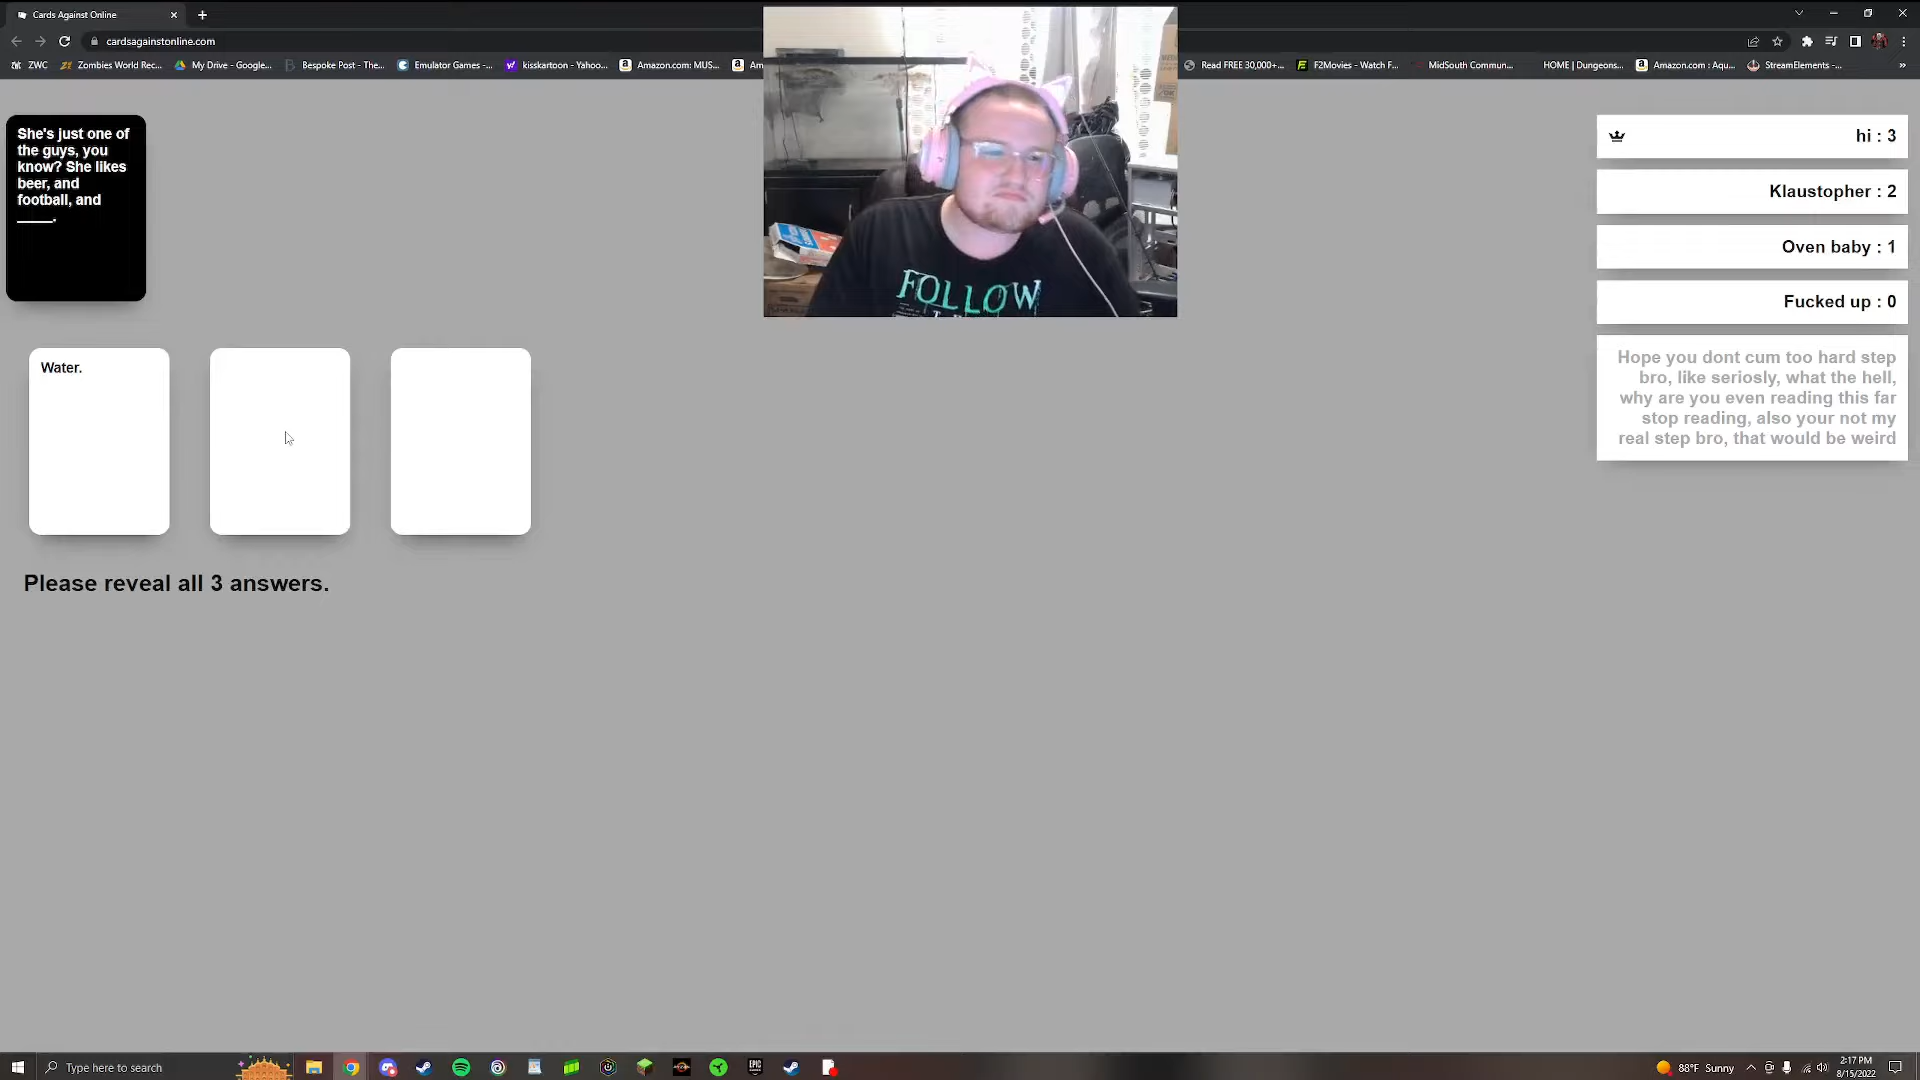 Cards Against Online
cardsagainstonline.com
ZWC
Zombies World Rec...
My Drive - Google...
Bespoke Post - The...
Emulator Games -...
kisskartoon - Yahoo...
Amazon.com: MUS...
Am
Read FREE 30,000+...
F2Movies - Watch F...
MidSouth Commun...
HOME | Dungeons...
Amazon.com : Aqu...
StreamElements -...
She's just one of
the guys, you
know? She likes
beer, and
football, and
_____.
FOLLOW
hi : 3
Klaustopher : 2
Oven baby : 1
Fucked up : 0
Hope you dont cum too hard step
bro, like seriosly, what the hell,
why are you even reading this far
stop reading, also your not my
real step bro, that would be weird
Water.
Please reveal all 3 answers.
Type here to search
EPIC
88°F Sunny
2:17 PM
8/15/2022